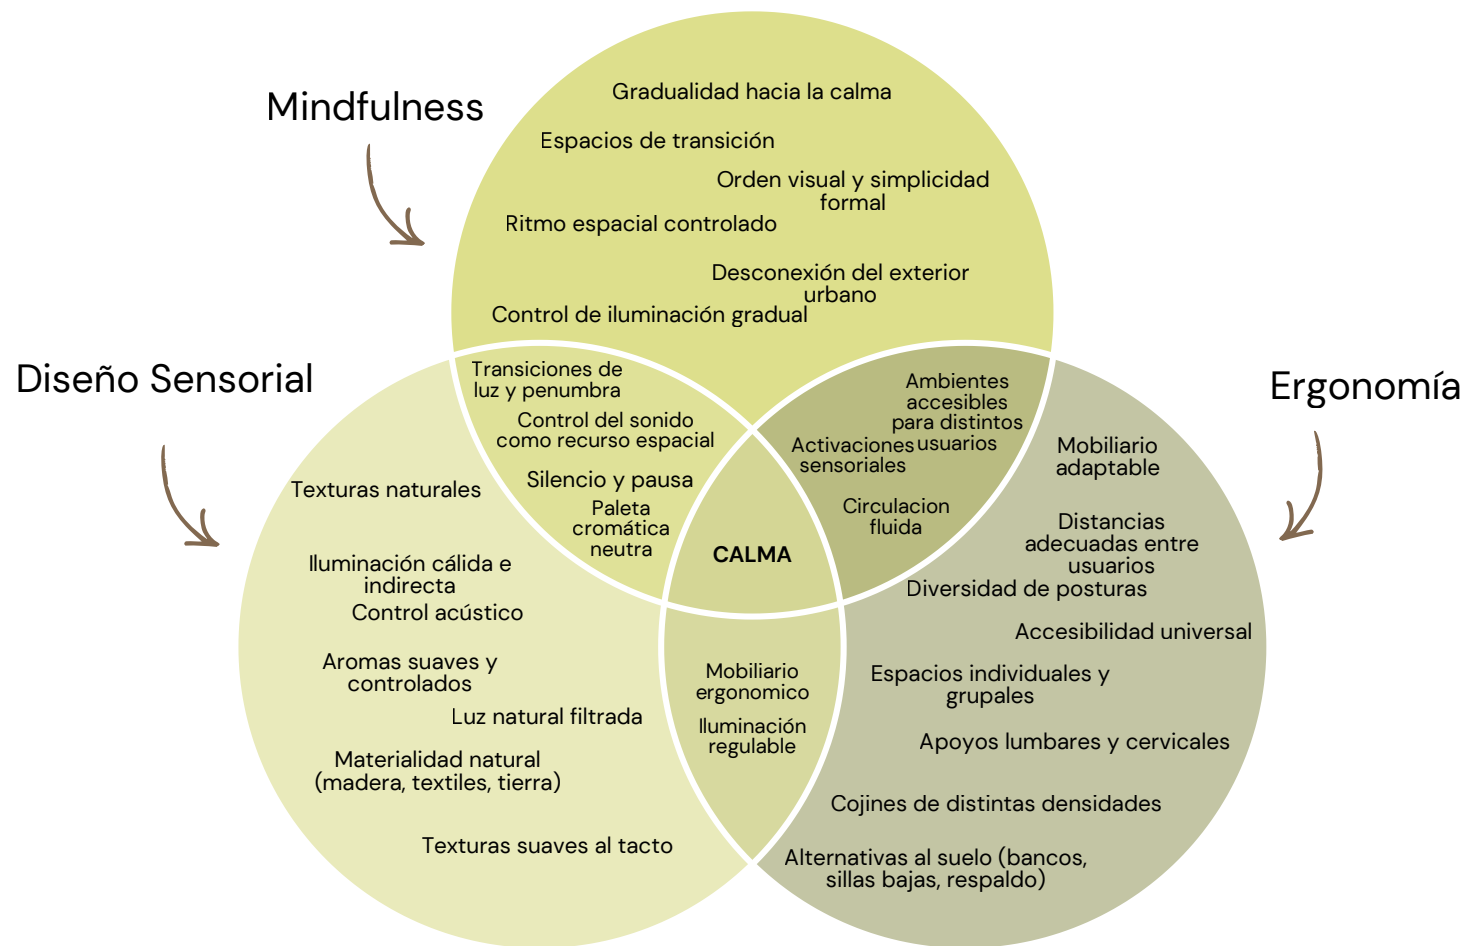 Mindfulness
Gradualidad hacia la calma
Espacios de transición
Orden visual y simplicidad
formal
Ritmo espacial controlado
Desconexión del exterior
urbano
Control de iluminación gradual
Diseño Sensorial
Texturas naturales
Iluminación cálida e
indirecta
Control acústico
Aromas suaves y
controlados
Luz natural filtrada
Materialidad natural
(madera, textiles, tierra)
Texturas suaves al tacto
Transiciones de
luz y penumbra
Control del sonido
como recurso espacial
Silencio y pausa
Paleta
cromática
neutra
CALMA
Ambientes
accesibles
para distintos
usuarios
Activaciones
sensoriales
Circulacion
fluida
Mobiliario
ergonomico
Iluminación
regulable
Ergonomía
Mobiliario
adaptable
Distancias
adecuadas entre
usuarios
Diversidad de posturas
Accesibilidad universal
Espacios individuales y
grupales
Apoyos lumbares y cervicales
Cojines de distintas densidades
Alternativas al suelo (bancos,
sillas bajas, respaldo)